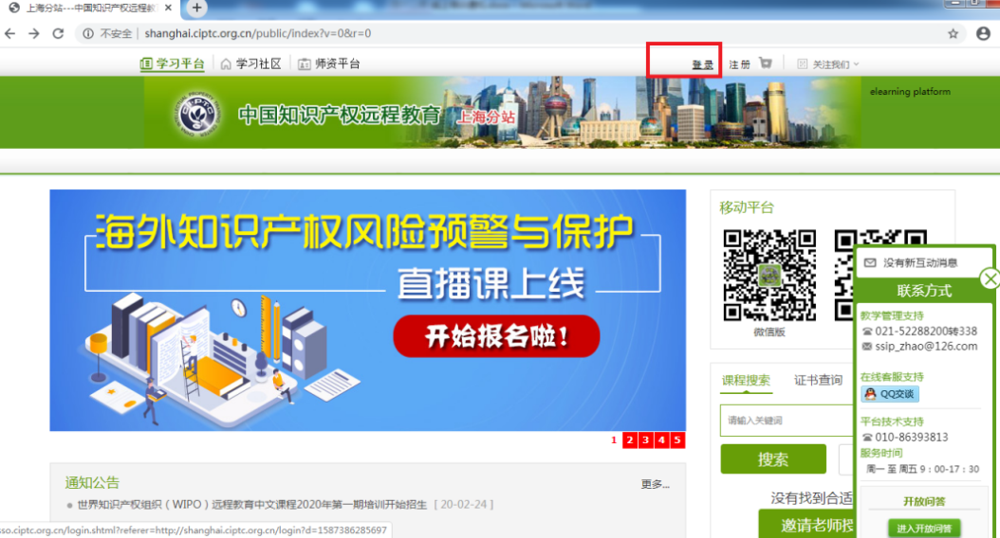 上海分站---中国知识产权远程教
不安全 | shanghai.ciptc.org.cn/public/index?v=0&r=0
学习平台 学习社区 师资平台 登录 注册 关注我们
中国知识产权远程教育 上海分站
elearning platform
海外知识产权风险预警与保护
直播课上线
开始报名啦！
1 2 3 4 5
移动平台
微信版
没有新互动消息
联系方式
教学管理支持
021-52288200转338
ssip_zhao@126.com
在线客服支持
QQ交谈
平台技术支持
010-86393813
服务时间
周一 至 周五 9：00-17：30
开放问答
进入开放问答
课程搜索 证书查询
请输入关键词
搜索
没有找到合适
邀请老师授
通知公告 更多...
世界知识产权组织（WIPO）远程教育中文课程2020年第一期培训开始招生 [ 20-02-24 ]
sso.ciptc.org.cn/login.shtml?referer=http://shanghai.ciptc.org.cn/login?d=1587386285697